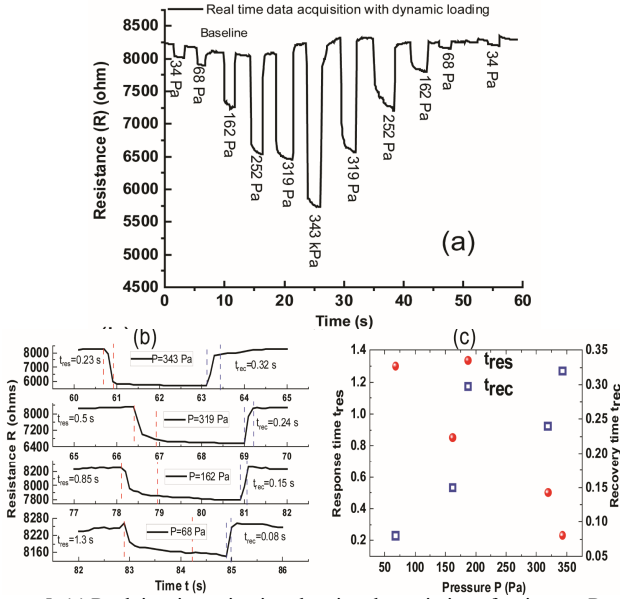 Real time data acquisition with dynamic loading
Baseline
Resistance (R) (ohm)
8500
8000
7500
7000
6500
6000
5500
5000
4500
34 Pa
68 Pa
162 Pa
252 Pa
319 Pa
343 kPa
319 Pa
252 Pa
162 Pa
68 Pa
34 Pa
(a)
0 10 20 30 40 50 60
Time (s)
(b)
Resistance R (ohms)
8000
7000
6000
tres=0.23 s
P=343 Pa
trec=0.32 s
60 61 62 63 64 65
8000
7200
6400
tres=0.5 s
P=319 Pa
trec=0.24 s
65 66 67 68 69 70
8200
8000
7800
tres=0.85 s
P=162 Pa
trec=0.15 s
77 78 79 80 81 82
8280
8240
8200
8160
tres=1.3 s
P=68 Pa
trec=0.08 s
82 83 84 85 86
Time t (s)
(c)
tres
trec
Response time tres
1.4
1.2
1.0
0.8
0.6
0.4
0.2
Recovery time trec
0.35
0.30
0.25
0.20
0.15
0.10
0.05
0 50 100 150 200 250 300 350 400
Pressure P (Pa)